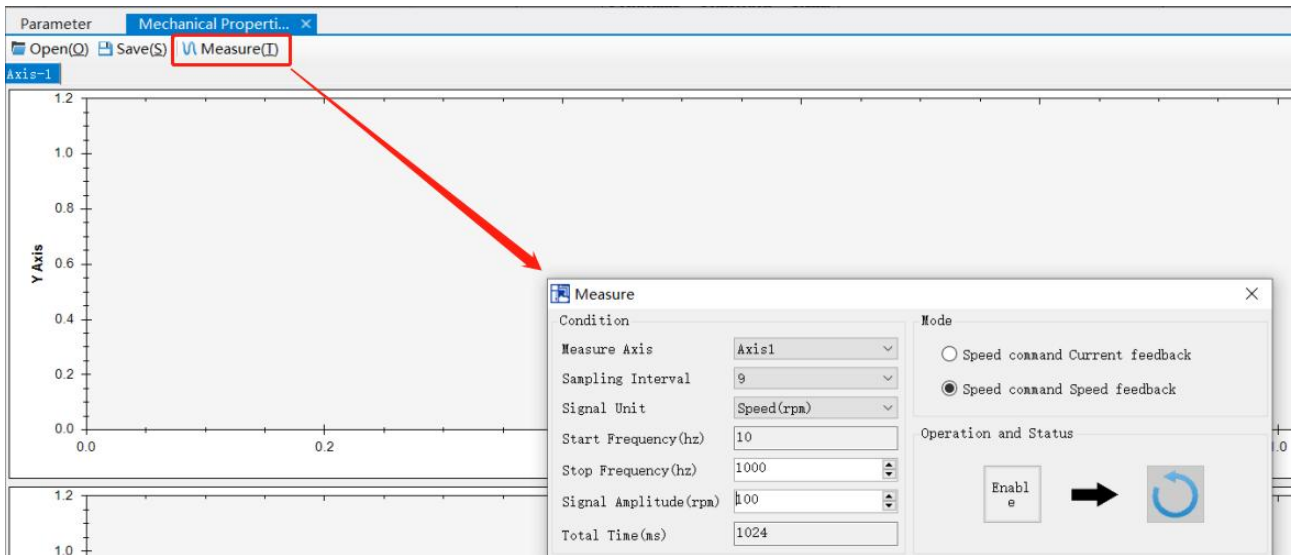 Parameter Mechanical Properti... ×
Open(O) Save(S) Measure(T)
Axis-1
1.2
1.0
0.8
Y Axis
0.6
0.4
0.2
0.0
0.0 0.2 1.0
1.2
1.0
Measure
Condition
Measure Axis Axis1
Sampling Interval 9
Signal Unit Speed(rpm)
Start Frequency(hz) 10
Stop Frequency(hz) 1000
Signal Amplitude(rpm) 100
Total Time(ms) 1024
Mode
Speed command Current feedback
Speed command Speed feedback
Operation and Status
Enabl
e